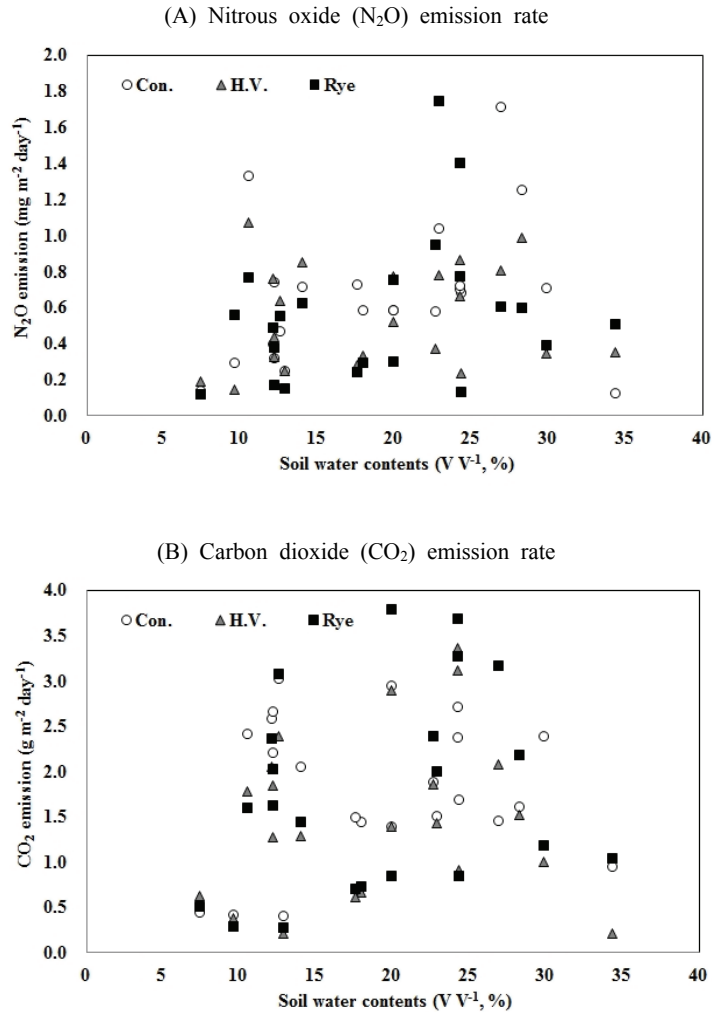 (A) Nitrous oxide (N₂O) emission rate
2.0
Con. H.V. Rye
1.8
1.6
1.4
1.2
1.0
0.8
0.6
0.4
0.2
0.0
N₂O emission (mg m⁻² day⁻¹)
0 5 10 15 20 25 30 35 40
Soil water contents (V V⁻¹, %)
(B) Carbon dioxide (CO₂) emission rate
4.0
Con. H.V. Rye
3.5
3.0
2.5
2.0
1.5
1.0
0.5
0.0
CO₂ emission (g m⁻² day⁻¹)
0 5 10 15 20 25 30 35 40
Soil water contents (V V⁻¹, %)